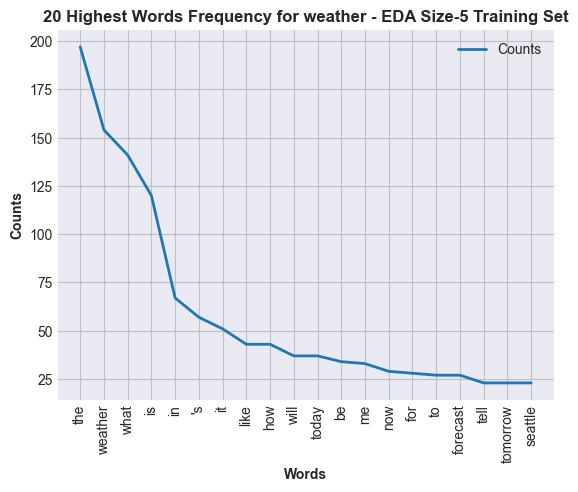 20 Highest Words Frequency for weather - EDA Size-5 Training Set
Counts
200
175
150
125
100
75
50
25
Counts
the
weather
what
is
in
's
it
like
how
will
today
be
me
now
for
to
forecast
tell
tomorrow
seattle
Words